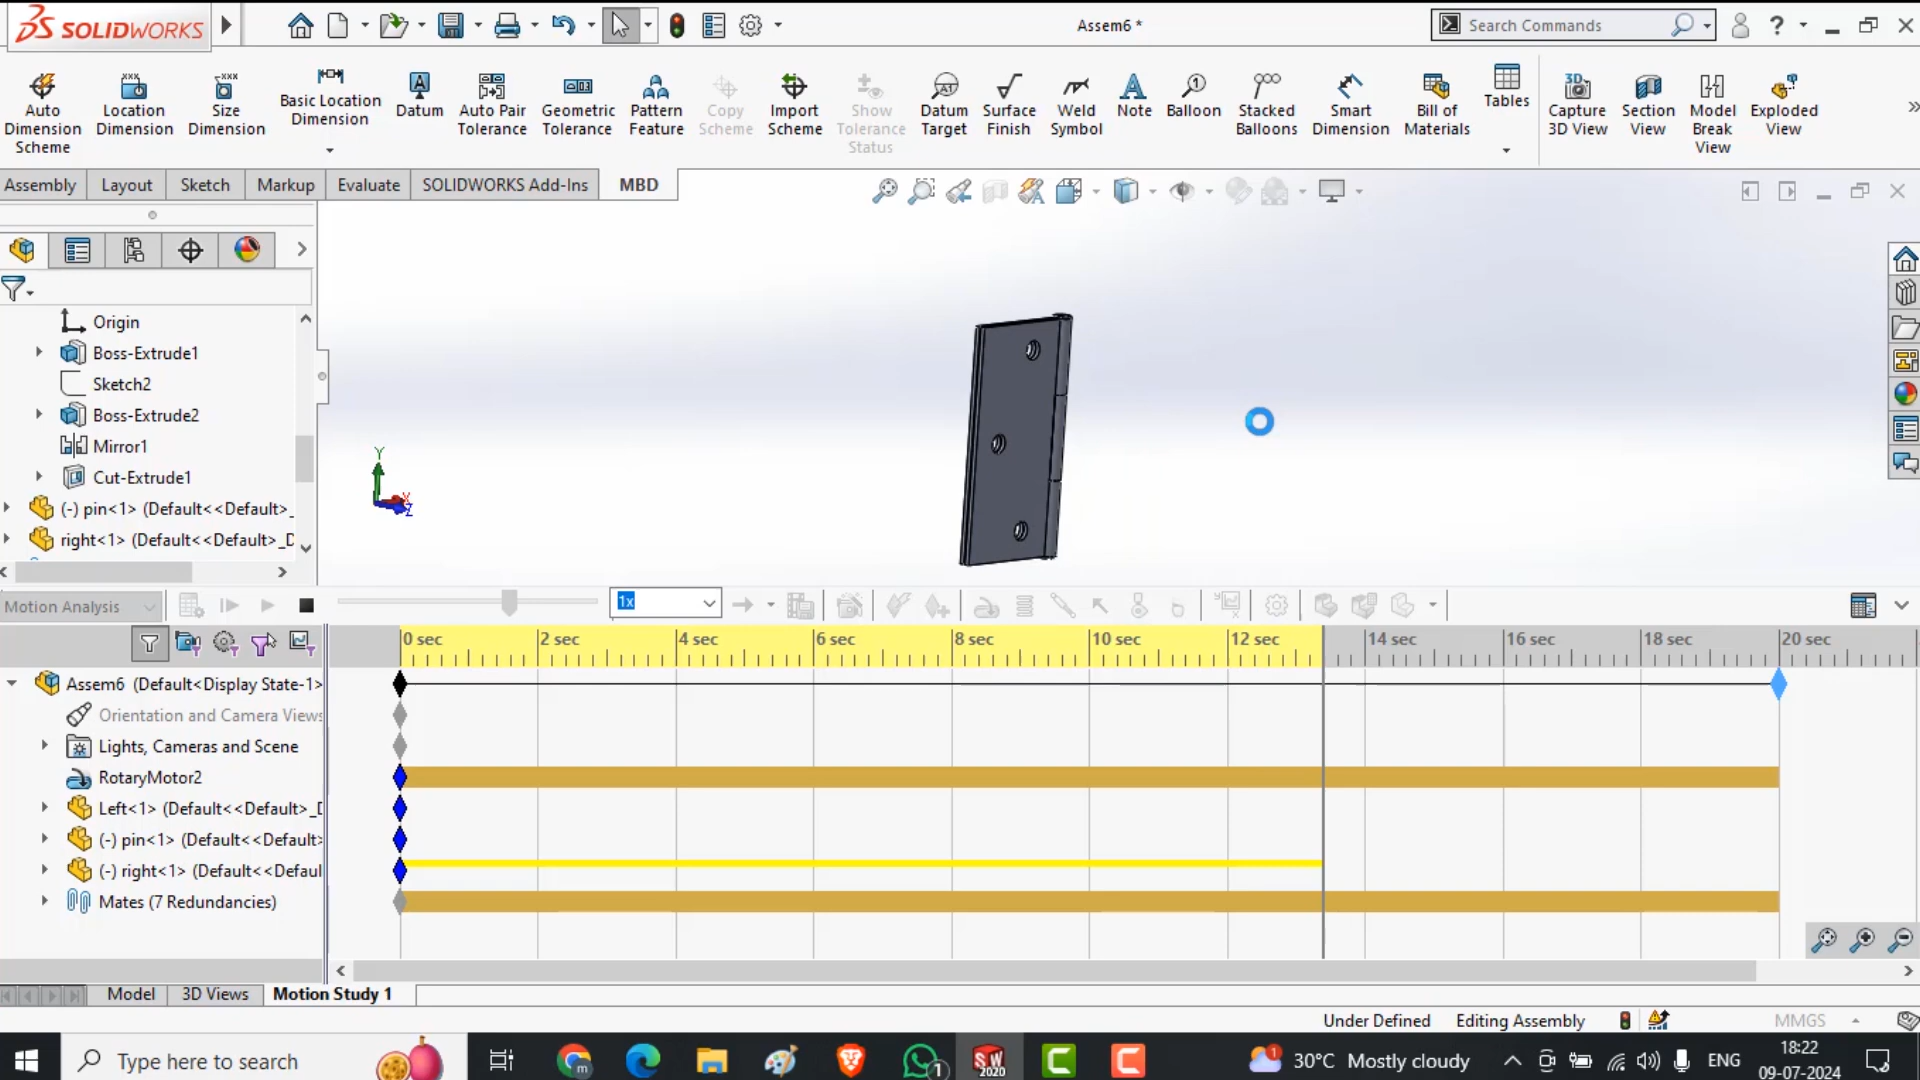 SOLIDWORKS
Assem6 *
Search Commands
Auto Dimension Scheme
Location Dimension
Size Dimension
Basic Location Dimension
Datum
Auto Pair Tolerance
Geometric Tolerance
Pattern Feature
Copy Scheme
Import Scheme
Show Tolerance Status
Datum Target
Surface Finish
Weld Symbol
Note
Balloon
Stacked Balloons
Smart Dimension
Bill of Materials
Tables
Capture 3D View
Section View
Model Break View
Exploded View
Assembly Layout Sketch Markup Evaluate SOLIDWORKS Add-Ins MBD
Origin
Boss-Extrude1
Sketch2
Boss-Extrude2
Mirror1
Cut-Extrude1
(-) pin<1> (Default<<Default>_
right<1> (Default<<Default>_D
Y
X
Z
Motion Analysis
1x
0 sec 2 sec 4 sec 6 sec 8 sec 10 sec 12 sec 14 sec 16 sec 18 sec 20 sec
Assem6 (Default<Display State-1>
Orientation and Camera Views
Lights, Cameras and Scene
RotaryMotor2
Left<1> (Default<<Default>_D
(-) pin<1> (Default<<Default>
(-) right<1> (Default<<Defaul
Mates (7 Redundancies)
Model 3D Views Motion Study 1
Under Defined Editing Assembly MMGS
Type here to search
SW
2020
1
1
30°C Mostly cloudy
ENG
18:22
09-07-2024